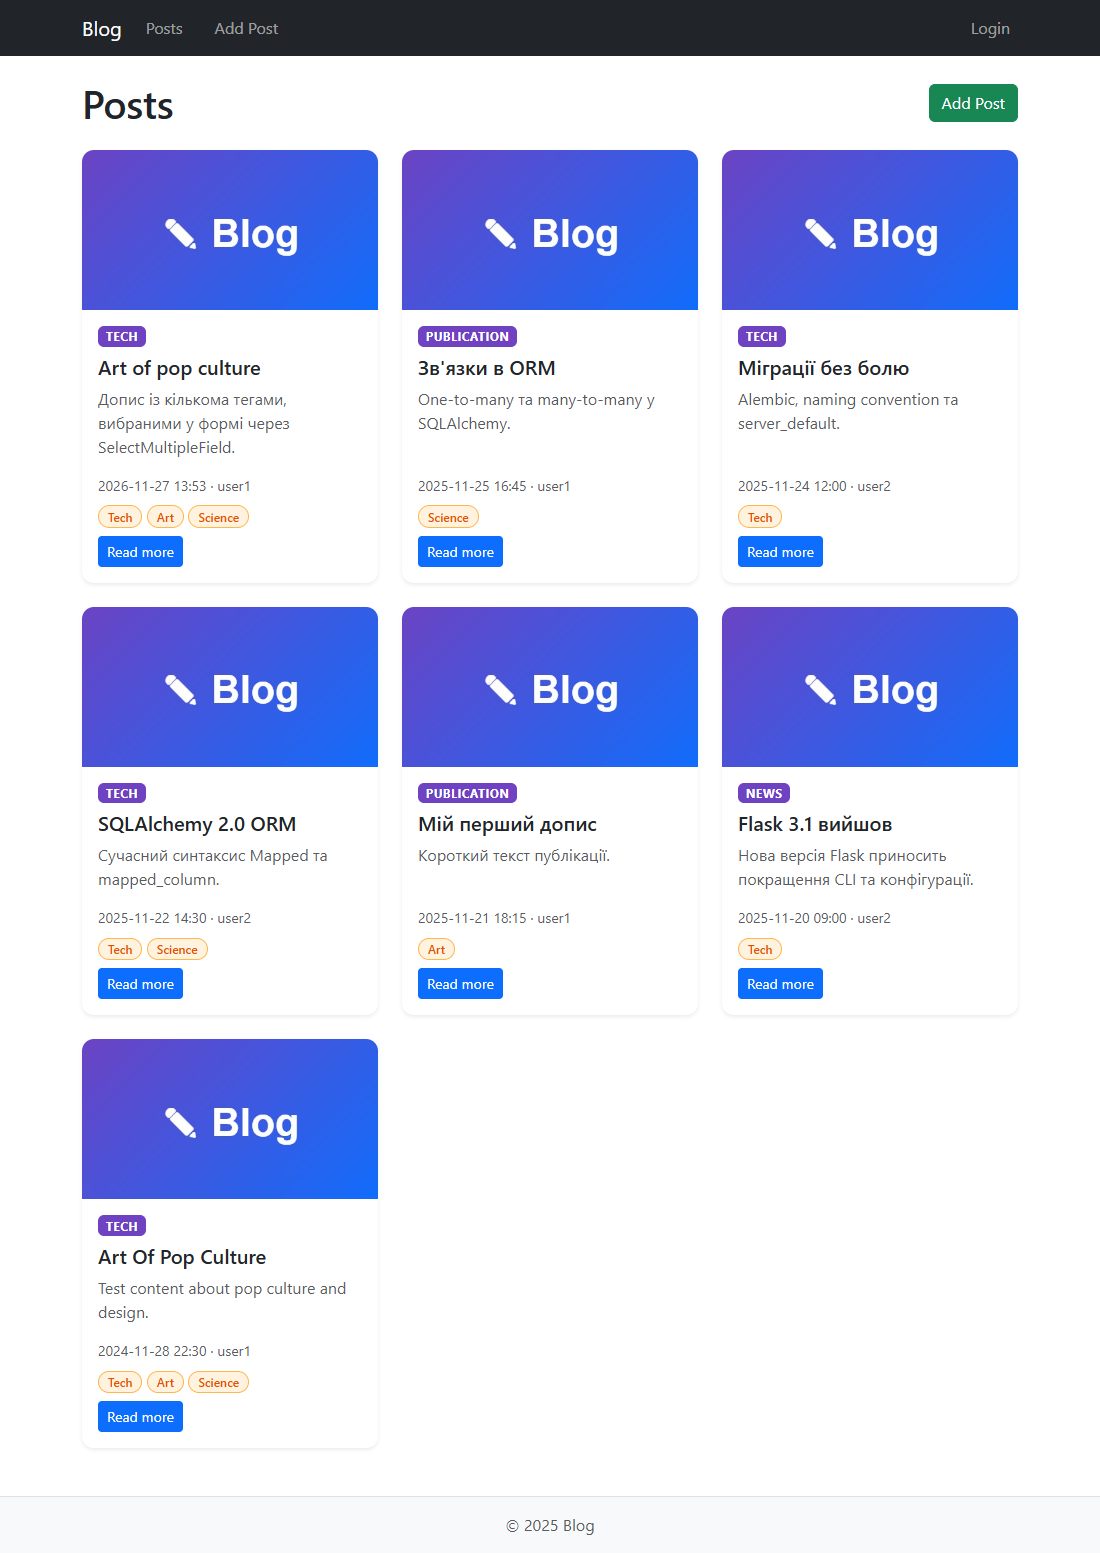 Blog
Posts
Add Post
Login
Posts
Add Post
Blog
TECH
Art of pop culture
Допис із кількома тегами,
вибраними у формі через
SelectMultipleField.
2026-11-27 13:53 · user1
Tech Art Science
Read more
Blog
PUBLICATION
Зв'язки в ORM
One-to-many та many-to-many у
SQLAlchemy.
2025-11-25 16:45 · user1
Science
Read more
Blog
TECH
Міграції без болю
Alembic, naming convention та
server_default.
2025-11-24 12:00 · user2
Tech
Read more
Blog
TECH
SQLAlchemy 2.0 ORM
Сучасний синтаксис Mapped та
mapped_column.
2025-11-22 14:30 · user2
Tech Science
Read more
Blog
PUBLICATION
Мій перший допис
Короткий текст публікації.
2025-11-21 18:15 · user1
Art
Read more
Blog
NEWS
Flask 3.1 вийшов
Нова версія Flask приносить
покращення CLI та конфігурації.
2025-11-20 09:00 · user2
Tech
Read more
Blog
TECH
Art Of Pop Culture
Test content about pop culture and
design.
2024-11-28 22:30 · user1
Tech Art Science
Read more
© 2025 Blog